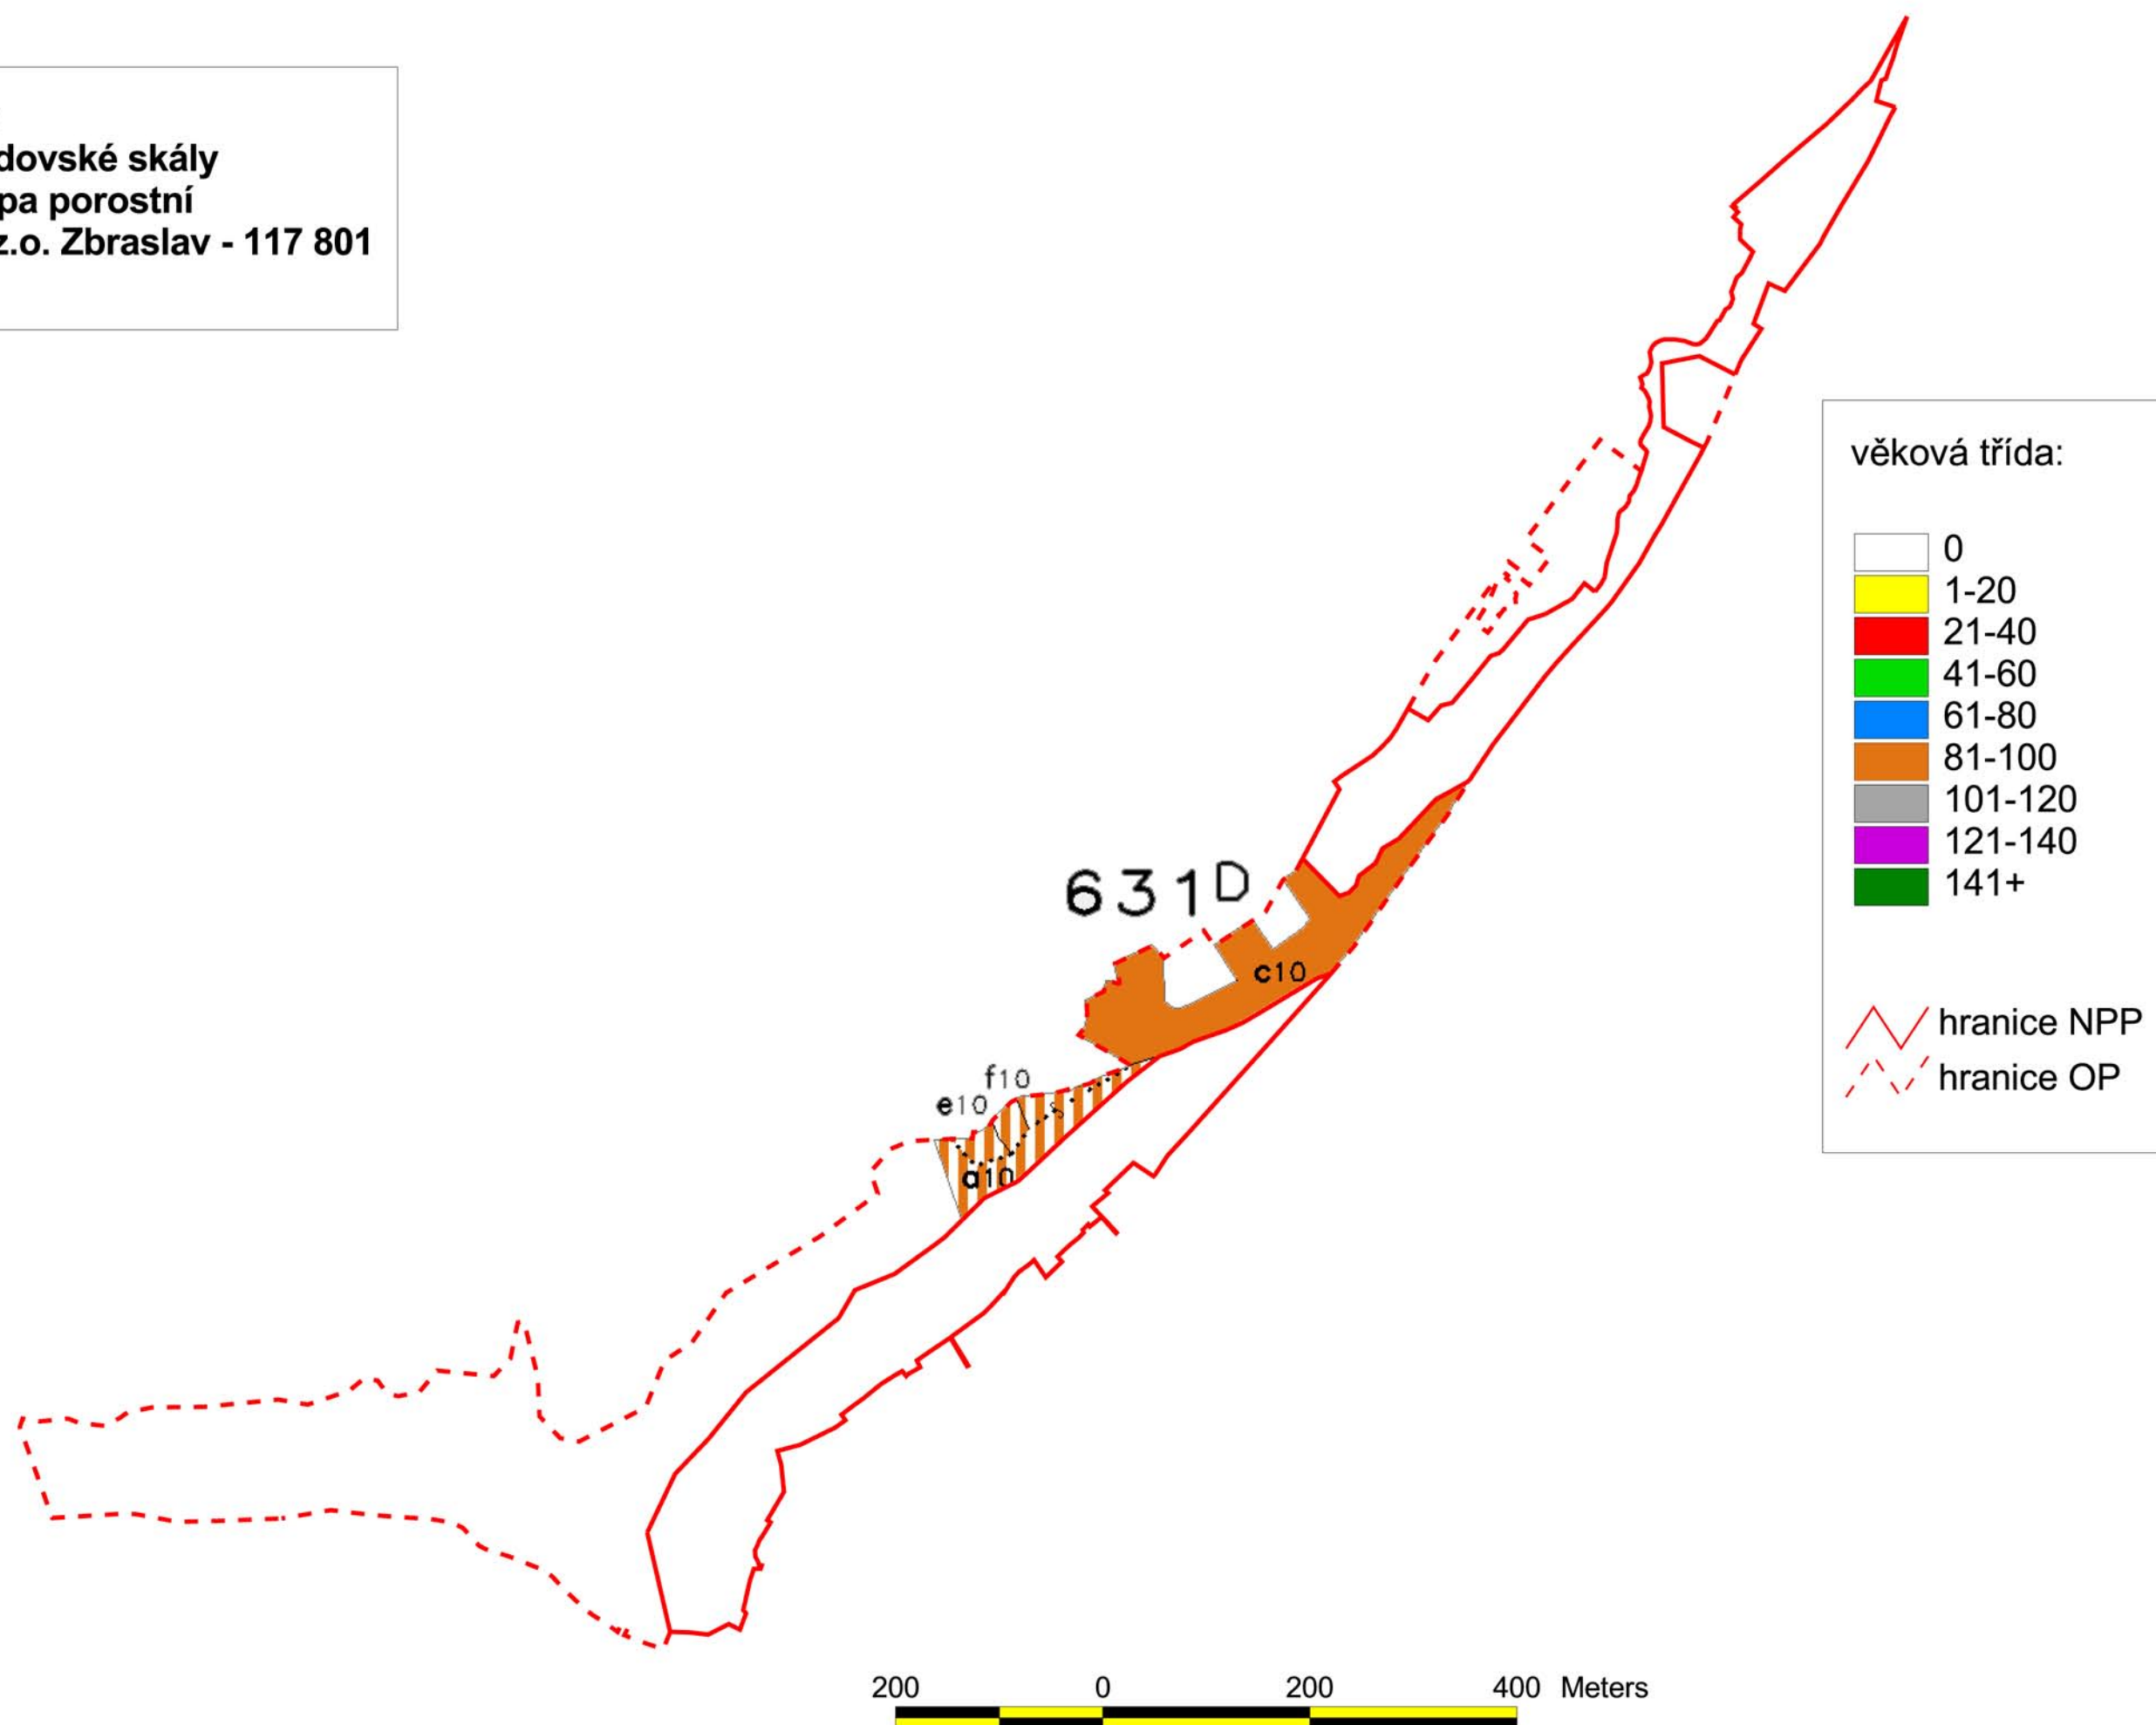 dovské skály
pa porostní
z.o. Zbraslav - 117 801
věková třída:
0
1-20
21-40
41-60
61-80
81-100
101-120
121-140
141+
hranice NPP
hranice OP
631D
c10
f10
e10
a10
200 0 200 400 Meters